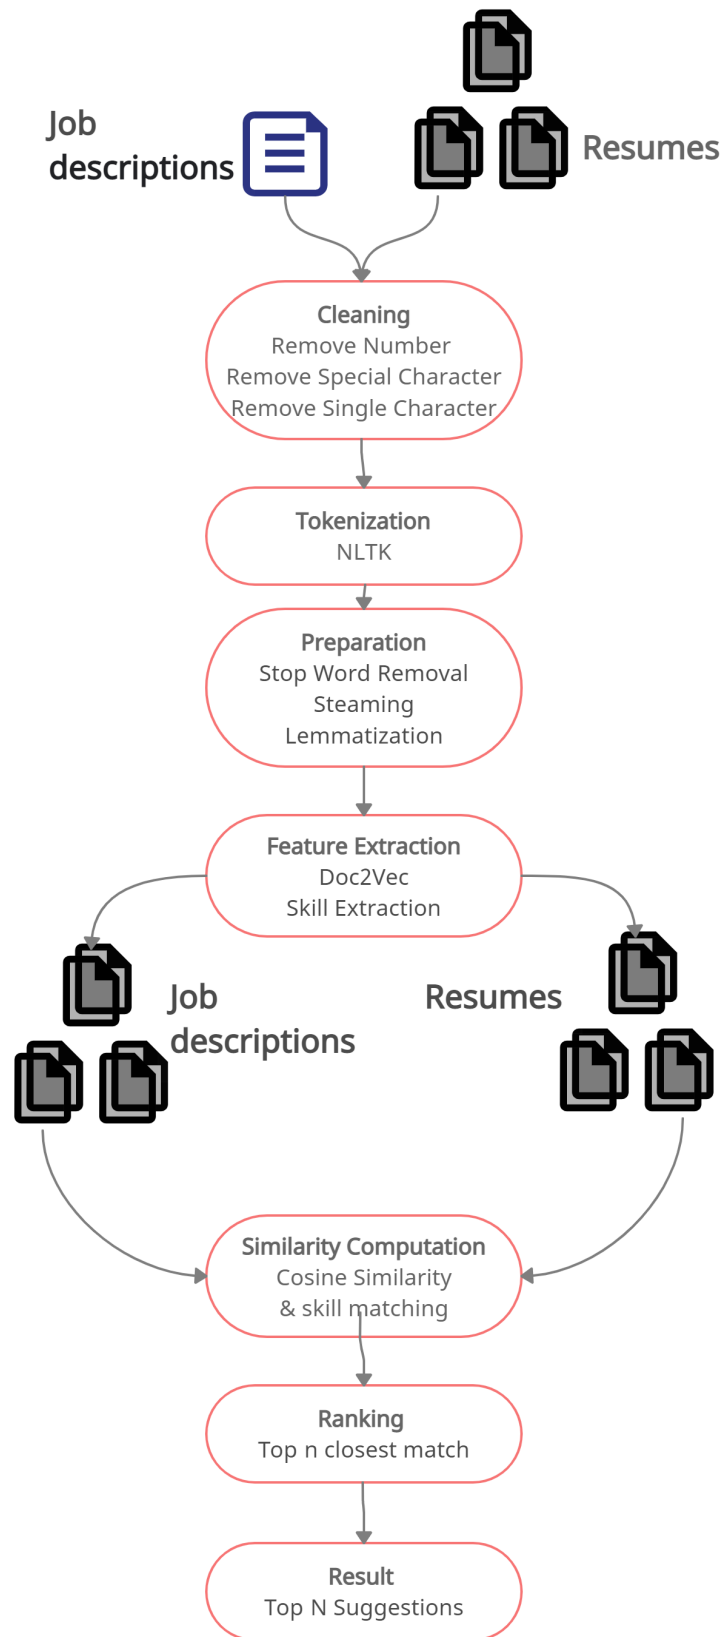 Job
descriptions
Resumes
Cleaning
Remove Number
Remove Special Character
Remove Single Character
Tokenization
NLTK
Preparation
Stop Word Removal
Steaming
Lemmatization
Feature Extraction
Doc2Vec
Skill Extraction
Job
descriptions
Resumes
Similarity Computation
Cosine Similarity
& skill matching
Ranking
Top n closest match
Result
Top N Suggestions